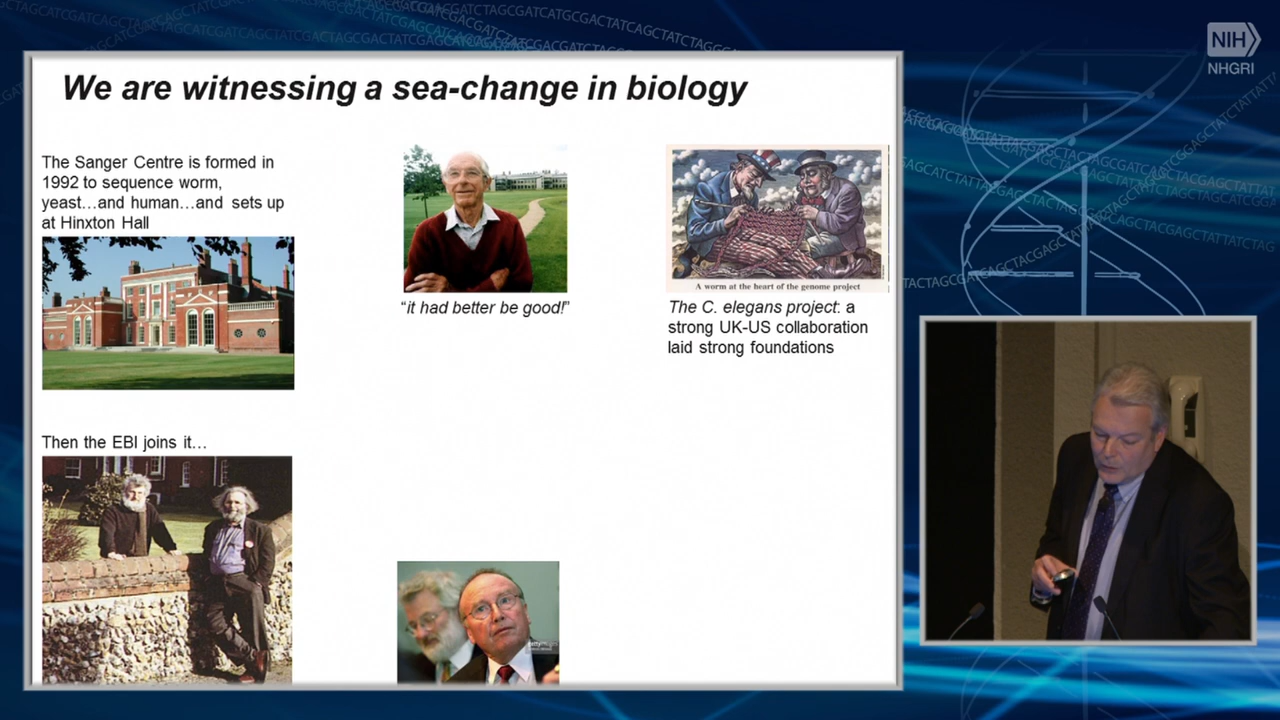 NIH
NHGRI
We are witnessing a sea-change in biology
The Sanger Centre is formed in
1992 to sequence worm,
yeast…and human…and sets up
at Hinxton Hall
“it had better be good!”
A worm at the heart of the genome project
The C. elegans project: a
strong UK-US collaboration
laid strong foundations
Then the EBI joins it…
gettyimages